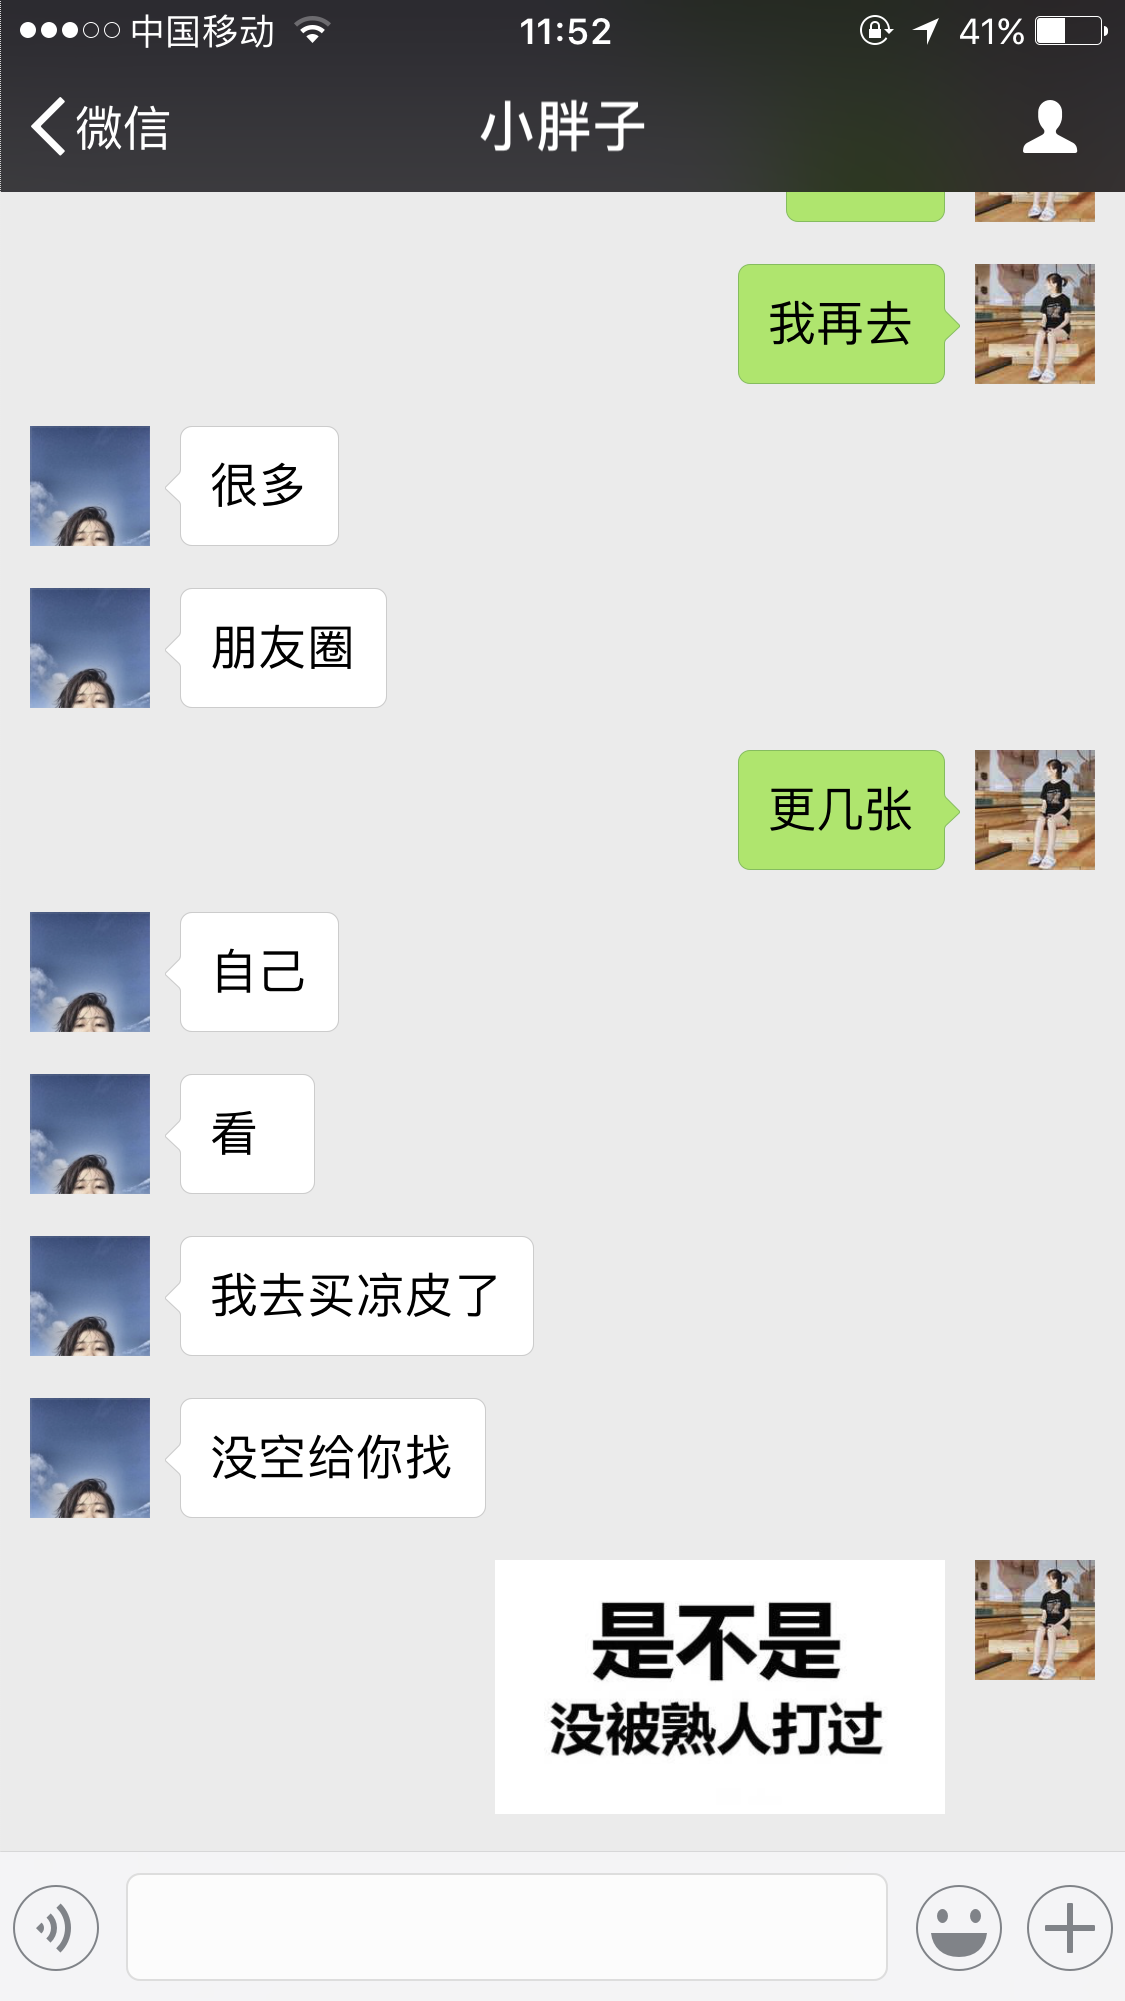 中国移动 11:52 41%
微信 小胖子
我再去
很多
朋友圈
更几张
自己
看
我去买凉皮了
没空给你找
是不是
没被熟人打过